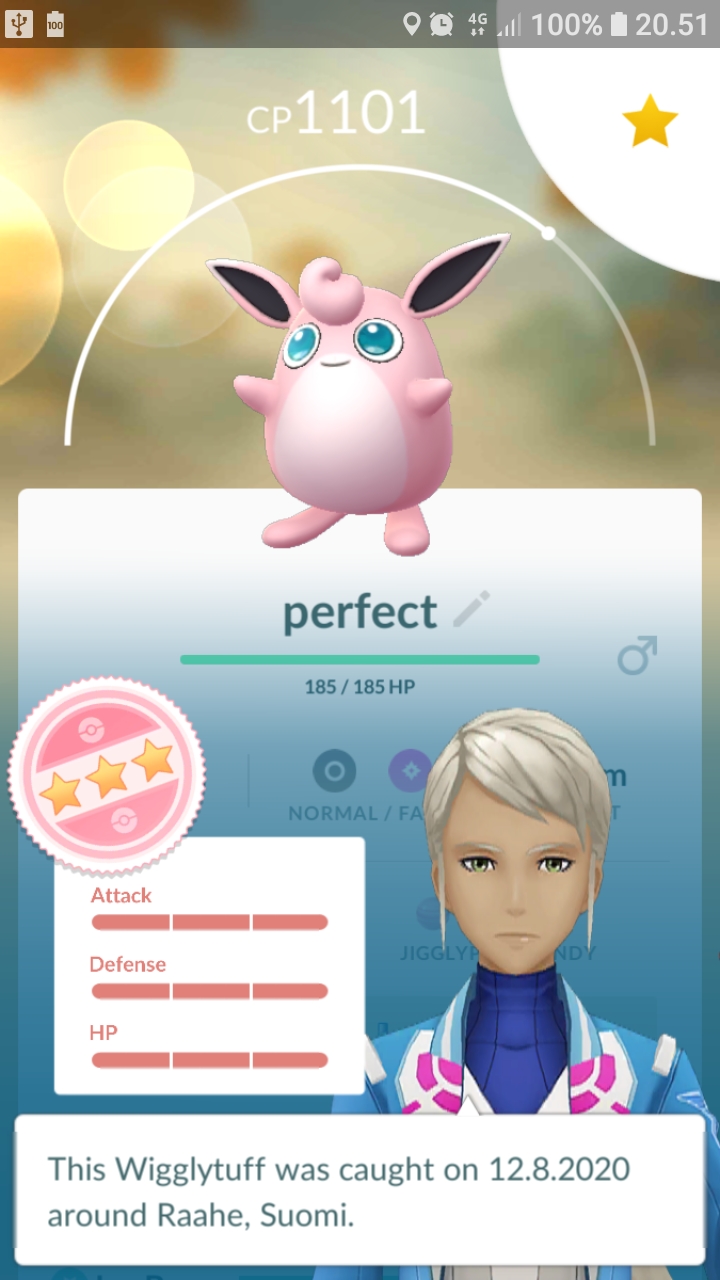 100 4G 100% 20.51
CP1101
perfect
185 / 185 HP
NORMAL / FA
Attack
Defense
HP
This Wigglytuff was caught on 12.8.2020
around Raahe, Suomi.